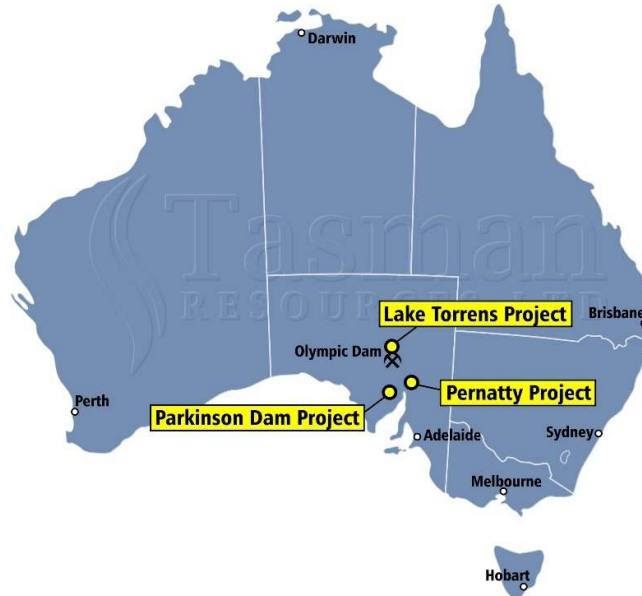 Darwin
Tasman
RESOURCES LTD
Lake Torrens Project
Brisbane
Olympic Dam
Pernatty Project
Perth
Parkinson Dam Project
Adelaide
Sydney
Melbourne
Hobart